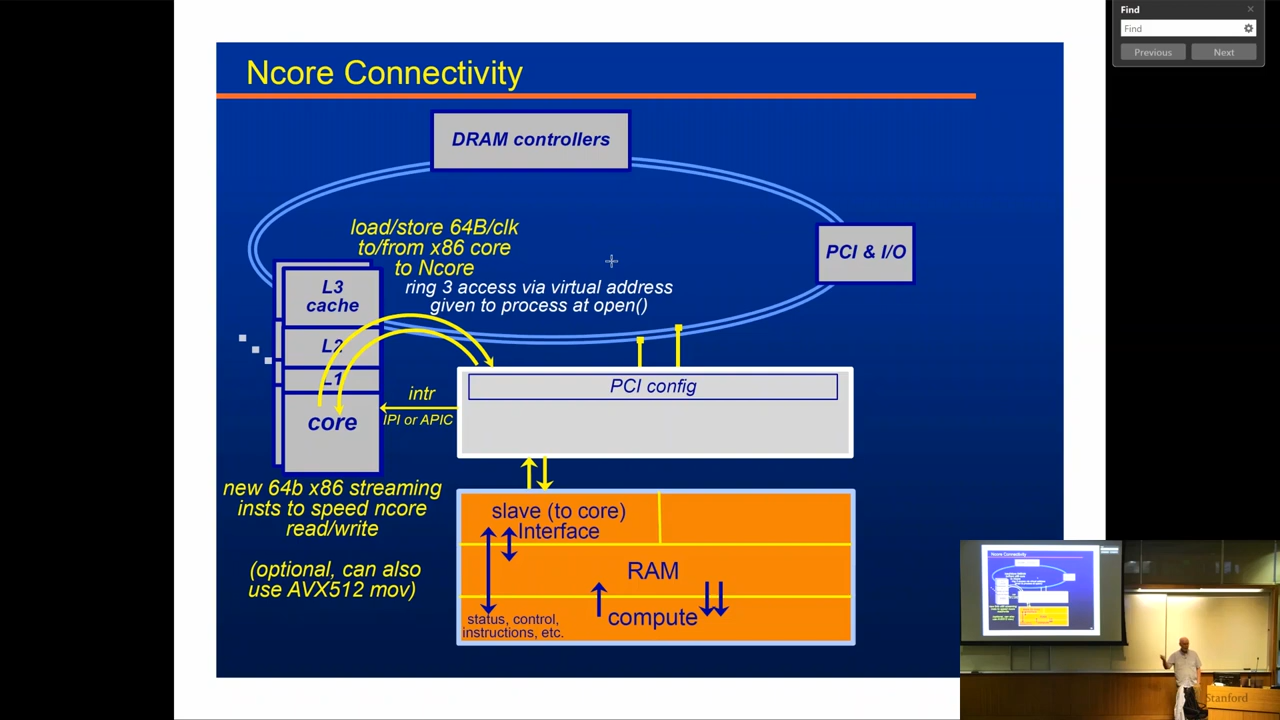 Find
Find
Previous
Next
Ncore Connectivity
DRAM controllers
load/store 64B/clk
to/from x86 core
to Ncore
PCI & I/O
ring 3 access via virtual address
given to process at open()
L3
cache
L2
L1
core
intr
IPI or APIC
PCI config
new 64b x86 streaming
insts to speed ncore
read/write
(optional, can also
use AVX512 mov)
slave (to core)
Interface
RAM
compute
status, control,
instructions, etc.
Ncore Connectivity
Stanford